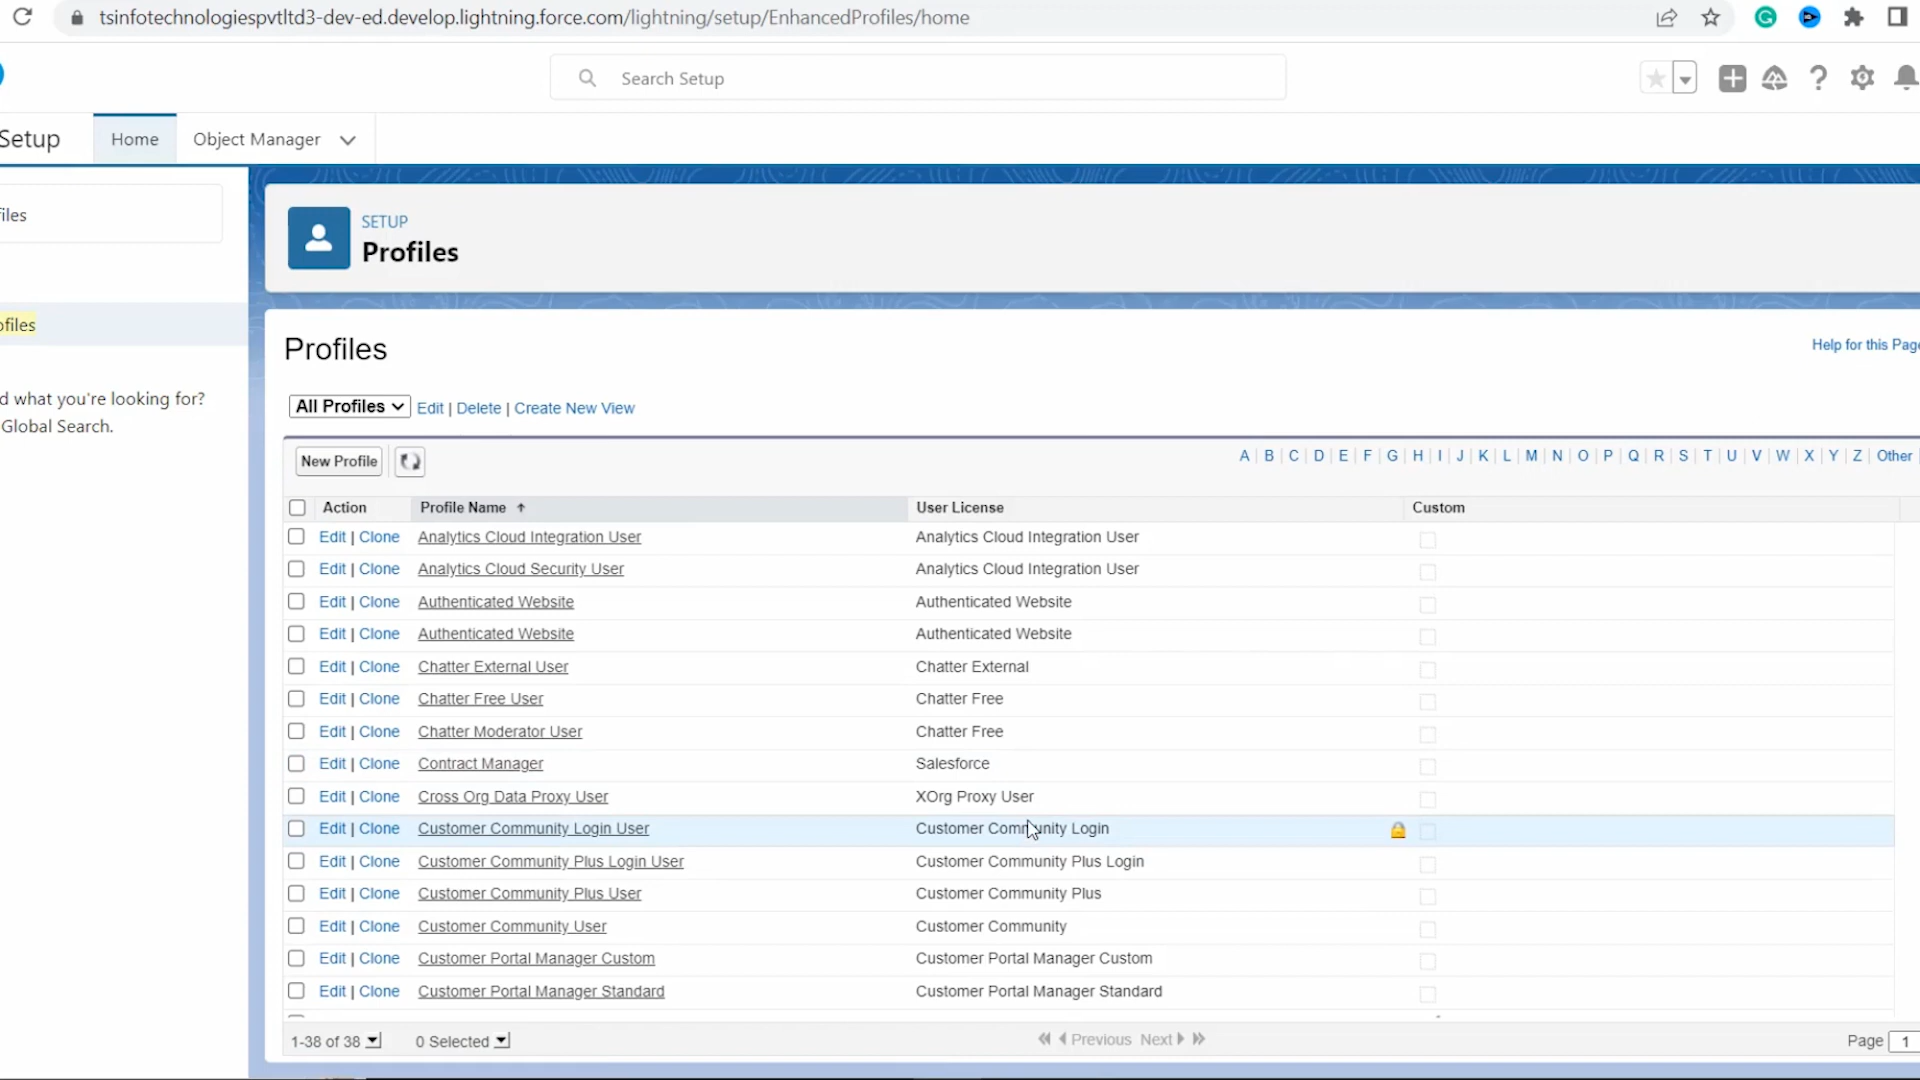 tsinfotechnologiespvtltd3-dev-ed.develop.lightning.force.com/lightning/setup/EnhancedProfiles/home
Search Setup
Setup Home Object Manager
files
SETUP
Profiles
ofiles
Profiles
Help for this Page
d what you're looking for?
Global Search.
All Profiles Edit | Delete | Create New View
New Profile
A | B | C | D | E | F | G | H | I | J | K | L | M | N | O | P | Q | R | S | T | U | V | W | X | Y | Z | Other
Action Profile Name ↑ User License Custom
Edit | Clone Analytics Cloud Integration User Analytics Cloud Integration User
Edit | Clone Analytics Cloud Security User Analytics Cloud Integration User
Edit | Clone Authenticated Website Authenticated Website
Edit | Clone Authenticated Website Authenticated Website
Edit | Clone Chatter External User Chatter External
Edit | Clone Chatter Free User Chatter Free
Edit | Clone Chatter Moderator User Chatter Free
Edit | Clone Contract Manager Salesforce
Edit | Clone Cross Org Data Proxy User XOrg Proxy User
Edit | Clone Customer Community Login User Customer Community Login
Edit | Clone Customer Community Plus Login User Customer Community Plus Login
Edit | Clone Customer Community Plus User Customer Community Plus
Edit | Clone Customer Community User Customer Community
Edit | Clone Customer Portal Manager Custom Customer Portal Manager Custom
Edit | Clone Customer Portal Manager Standard Customer Portal Manager Standard
1-38 of 38 0 Selected Previous Next Page 1